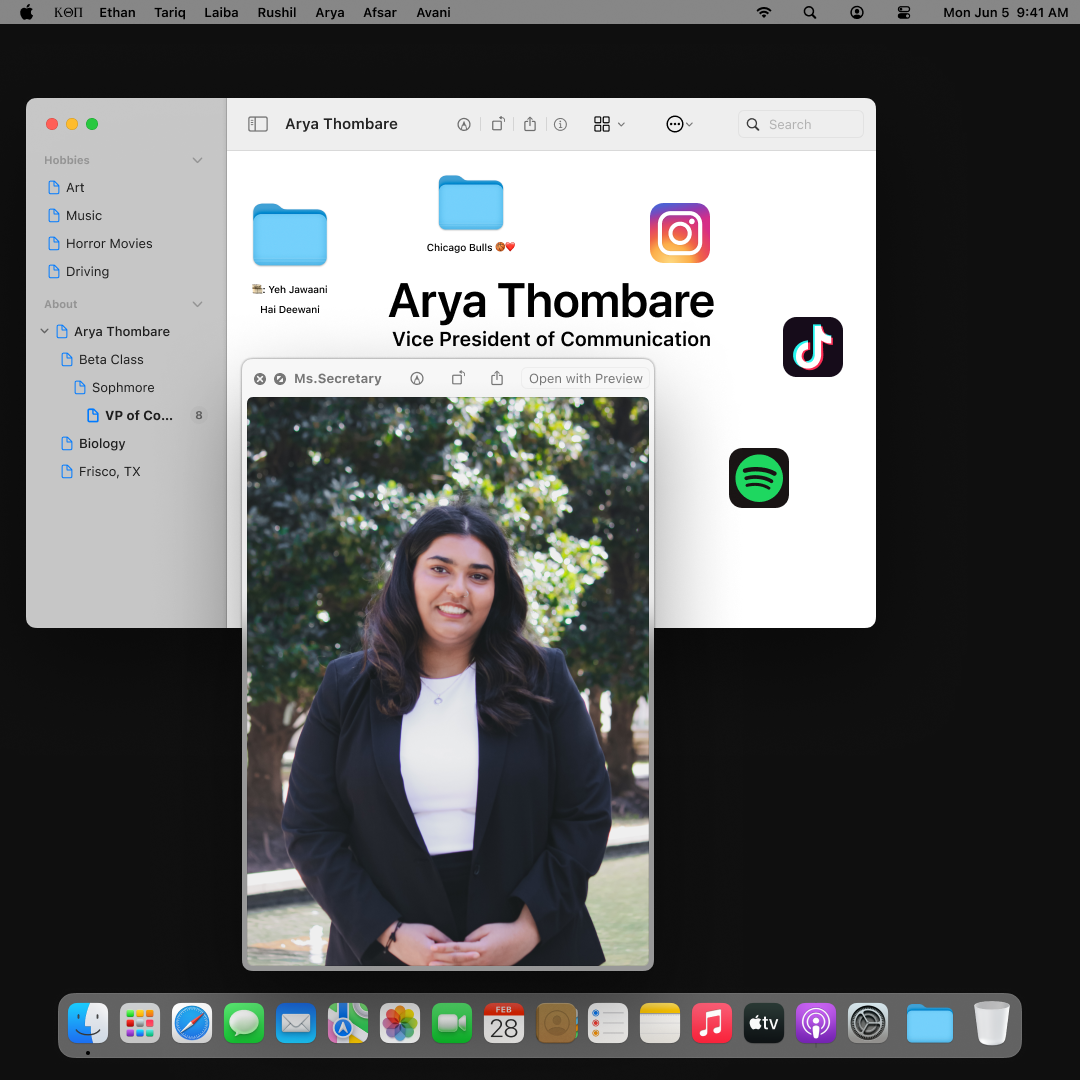 ΚΘΠ Ethan Tariq Laiba Rushil Arya Afsar Avani Mon Jun 5 9:41 AM
Arya Thombare
Search
Hobbies
Art
Music
Horror Movies
Driving
About
Arya Thombare
Beta Class
Sophmore
VP of Co... 8
Biology
Frisco, TX
Chicago Bulls 🏀❤️
: Yeh Jawaani
Hai Deewani
Arya Thombare
Vice President of Communication
Ms.Secretary
Open with Preview
FEB
28
tv